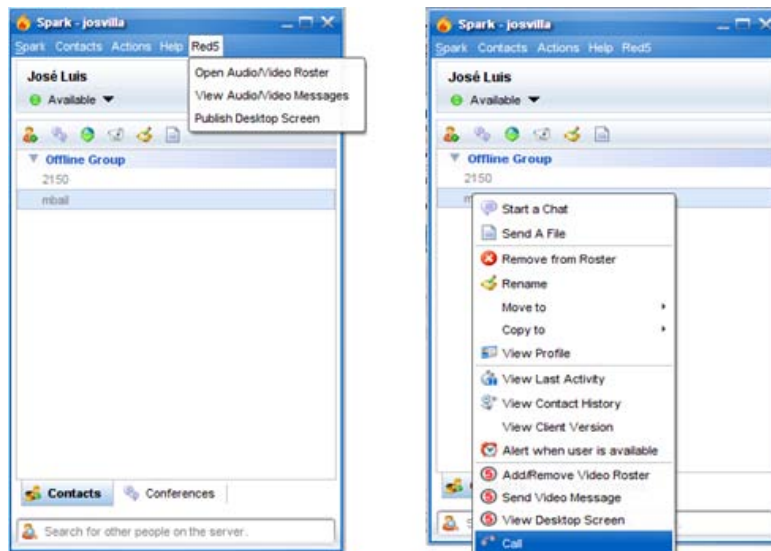 Spark - josvilla
Spark Contacts Actions Help Red5
Open Audio/Video Roster
View Audio/Video Messages
Publish Desktop Screen
José Luis
Available
Offline Group
2150
mbail
Contacts
Conferences
Search for other people on the server.
Spark - josvilla
Spark Contacts Actions Help Red5
José Luis
Available
Offline Group
2150
m
Start a Chat
Send A File
Remove from Roster
Rename
Move to
Copy to
View Profile
View Last Activity
View Contact History
View Client Version
Alert when user is available
Add/Remove Video Roster
Send Video Message
View Desktop Screen
Call